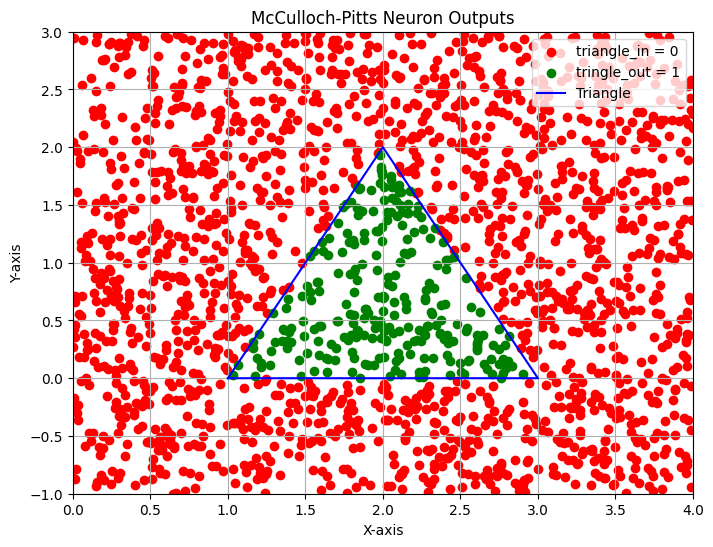 McCulloch-Pitts Neuron Outputs
triangle_in = 0
tringle_out = 1
Triangle
3.0
2.5
2.0
1.5
1.0
0.5
0.0
−0.5
−1.0
Y-axis
0.0 0.5 1.0 1.5 2.0 2.5 3.0 3.5 4.0
X-axis